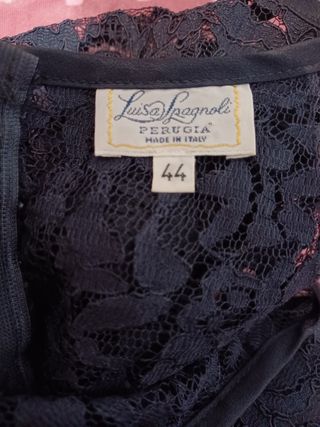 Luisa Spagnoli
PERUGIA
MADE IN ITALY
44